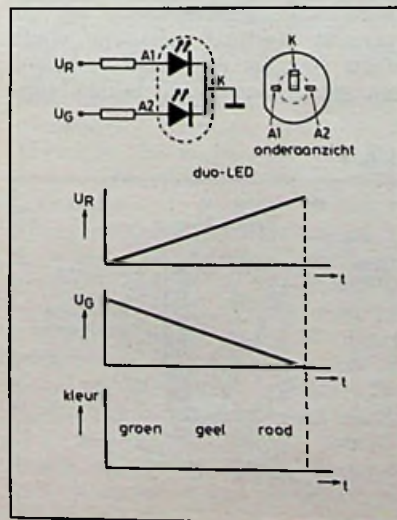 UR
A1
K
UG
A2
K
A1
A2
onderaanzicht
duo-LED
UR
t
UG
t
kleur
groen geel rood
t